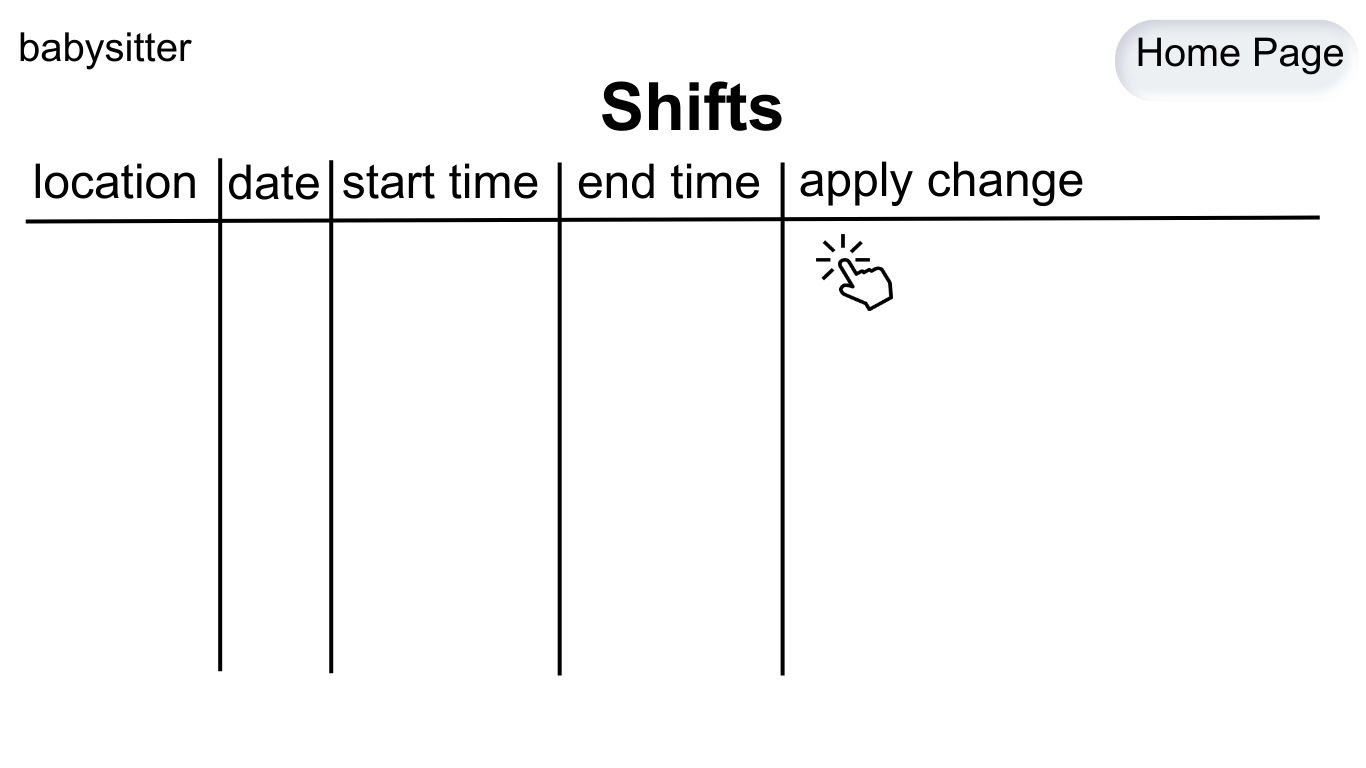 babysitter
Home Page
Shifts
location date start time end time apply change